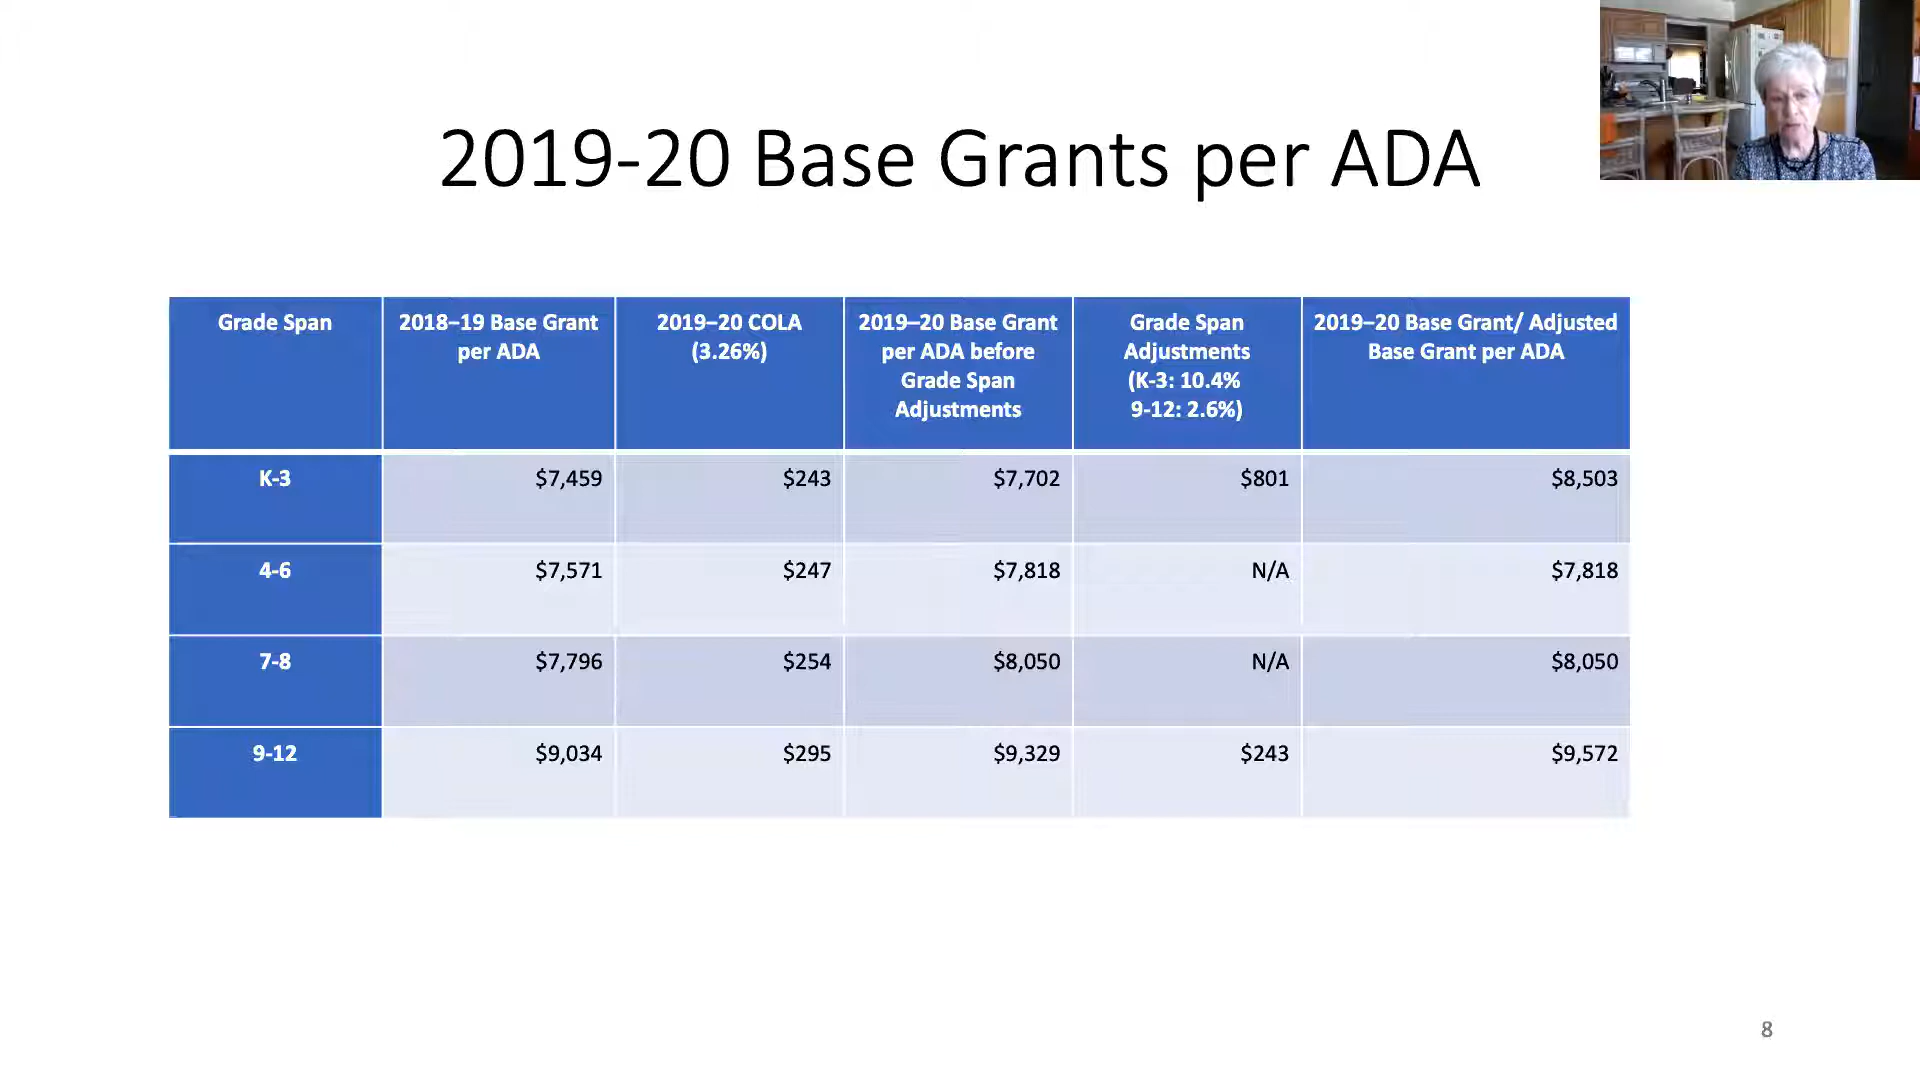 2019-20 Base Grants per ADA
Grade Span
2018–19 Base Grant
per ADA
2019–20 COLA
(3.26%)
2019–20 Base Grant
per ADA before
Grade Span
Adjustments
Grade Span
Adjustments
(K-3: 10.4%
9-12: 2.6%)
2019–20 Base Grant/ Adjusted
Base Grant per ADA
K-3 $7,459 $243 $7,702 $801 $8,503
4-6 $7,571 $247 $7,818 N/A $7,818
7-8 $7,796 $254 $8,050 N/A $8,050
9-12 $9,034 $295 $9,329 $243 $9,572
8